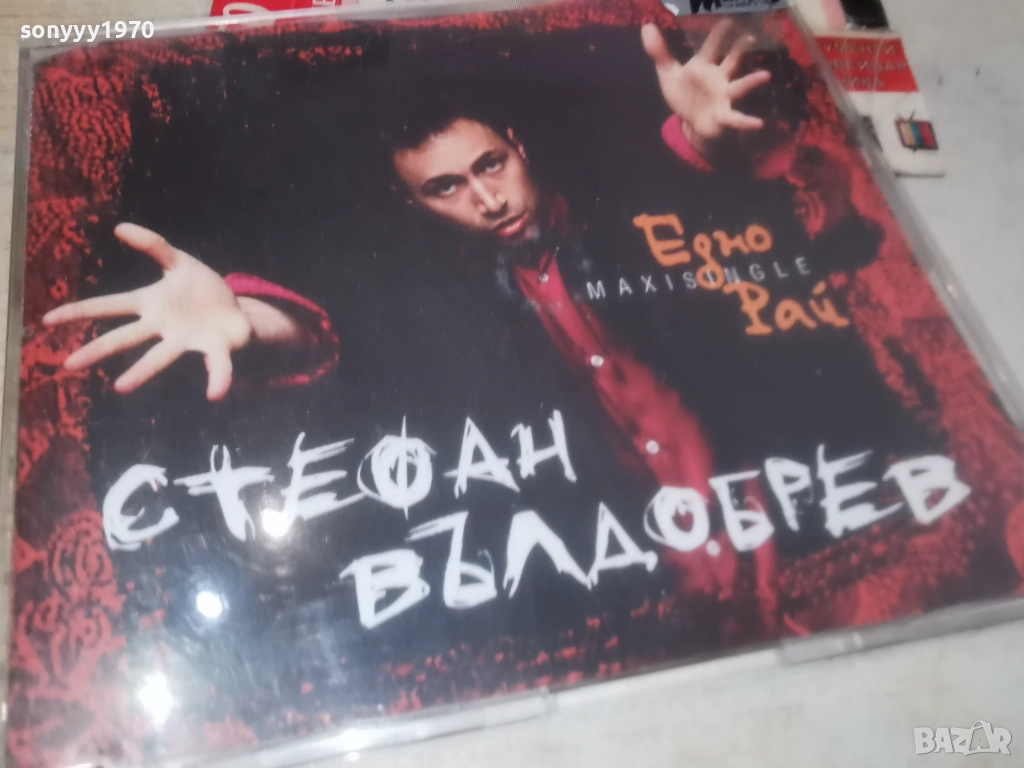 sonyyy1970
Едно
MAXISINGLE
Рай
СТЕФАН
ВЪЛДОБРЕВ
BAZAR